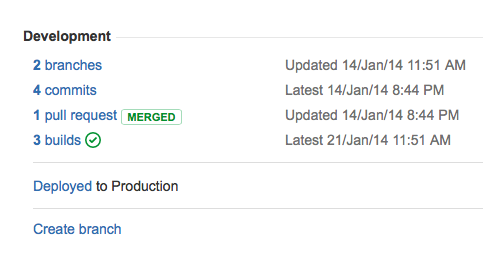 Development
2 branches Updated 14/Jan/14 11:51 AM
4 commits Latest 14/Jan/14 8:44 PM
1 pull request MERGED Updated 14/Jan/14 8:44 PM
3 builds Latest 21/Jan/14 11:51 AM
Deployed to Production
Create branch